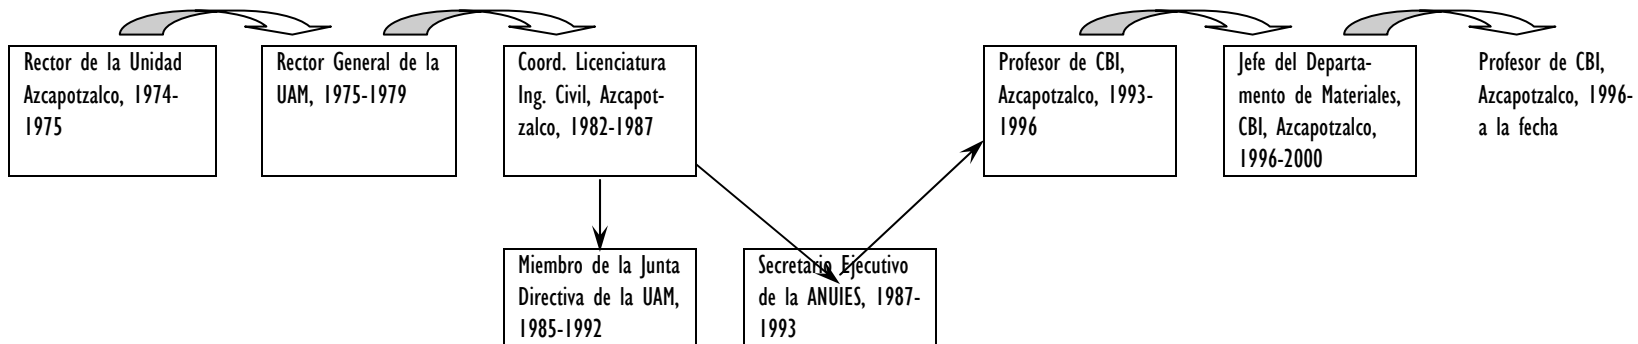 Rector de la Unidad
Azcapotzalco, 1974-
1975
Rector General de la
UAM, 1975-1979
Coord. Licenciatura
Ing. Civil, Azcapot-
zalco, 1982-1987
Profesor de CBI,
Azcapotzalco, 1993-
1996
Jefe del Departa-
mento de Materiales,
CBI, Azcapotzalco,
1996-2000
Profesor de CBI,
Azcapotzalco, 1996-
a la fecha
Miembro de la Junta
Directiva de la UAM,
1985-1992
Secretario Ejecutivo
de la ANUIES, 1987-
1993